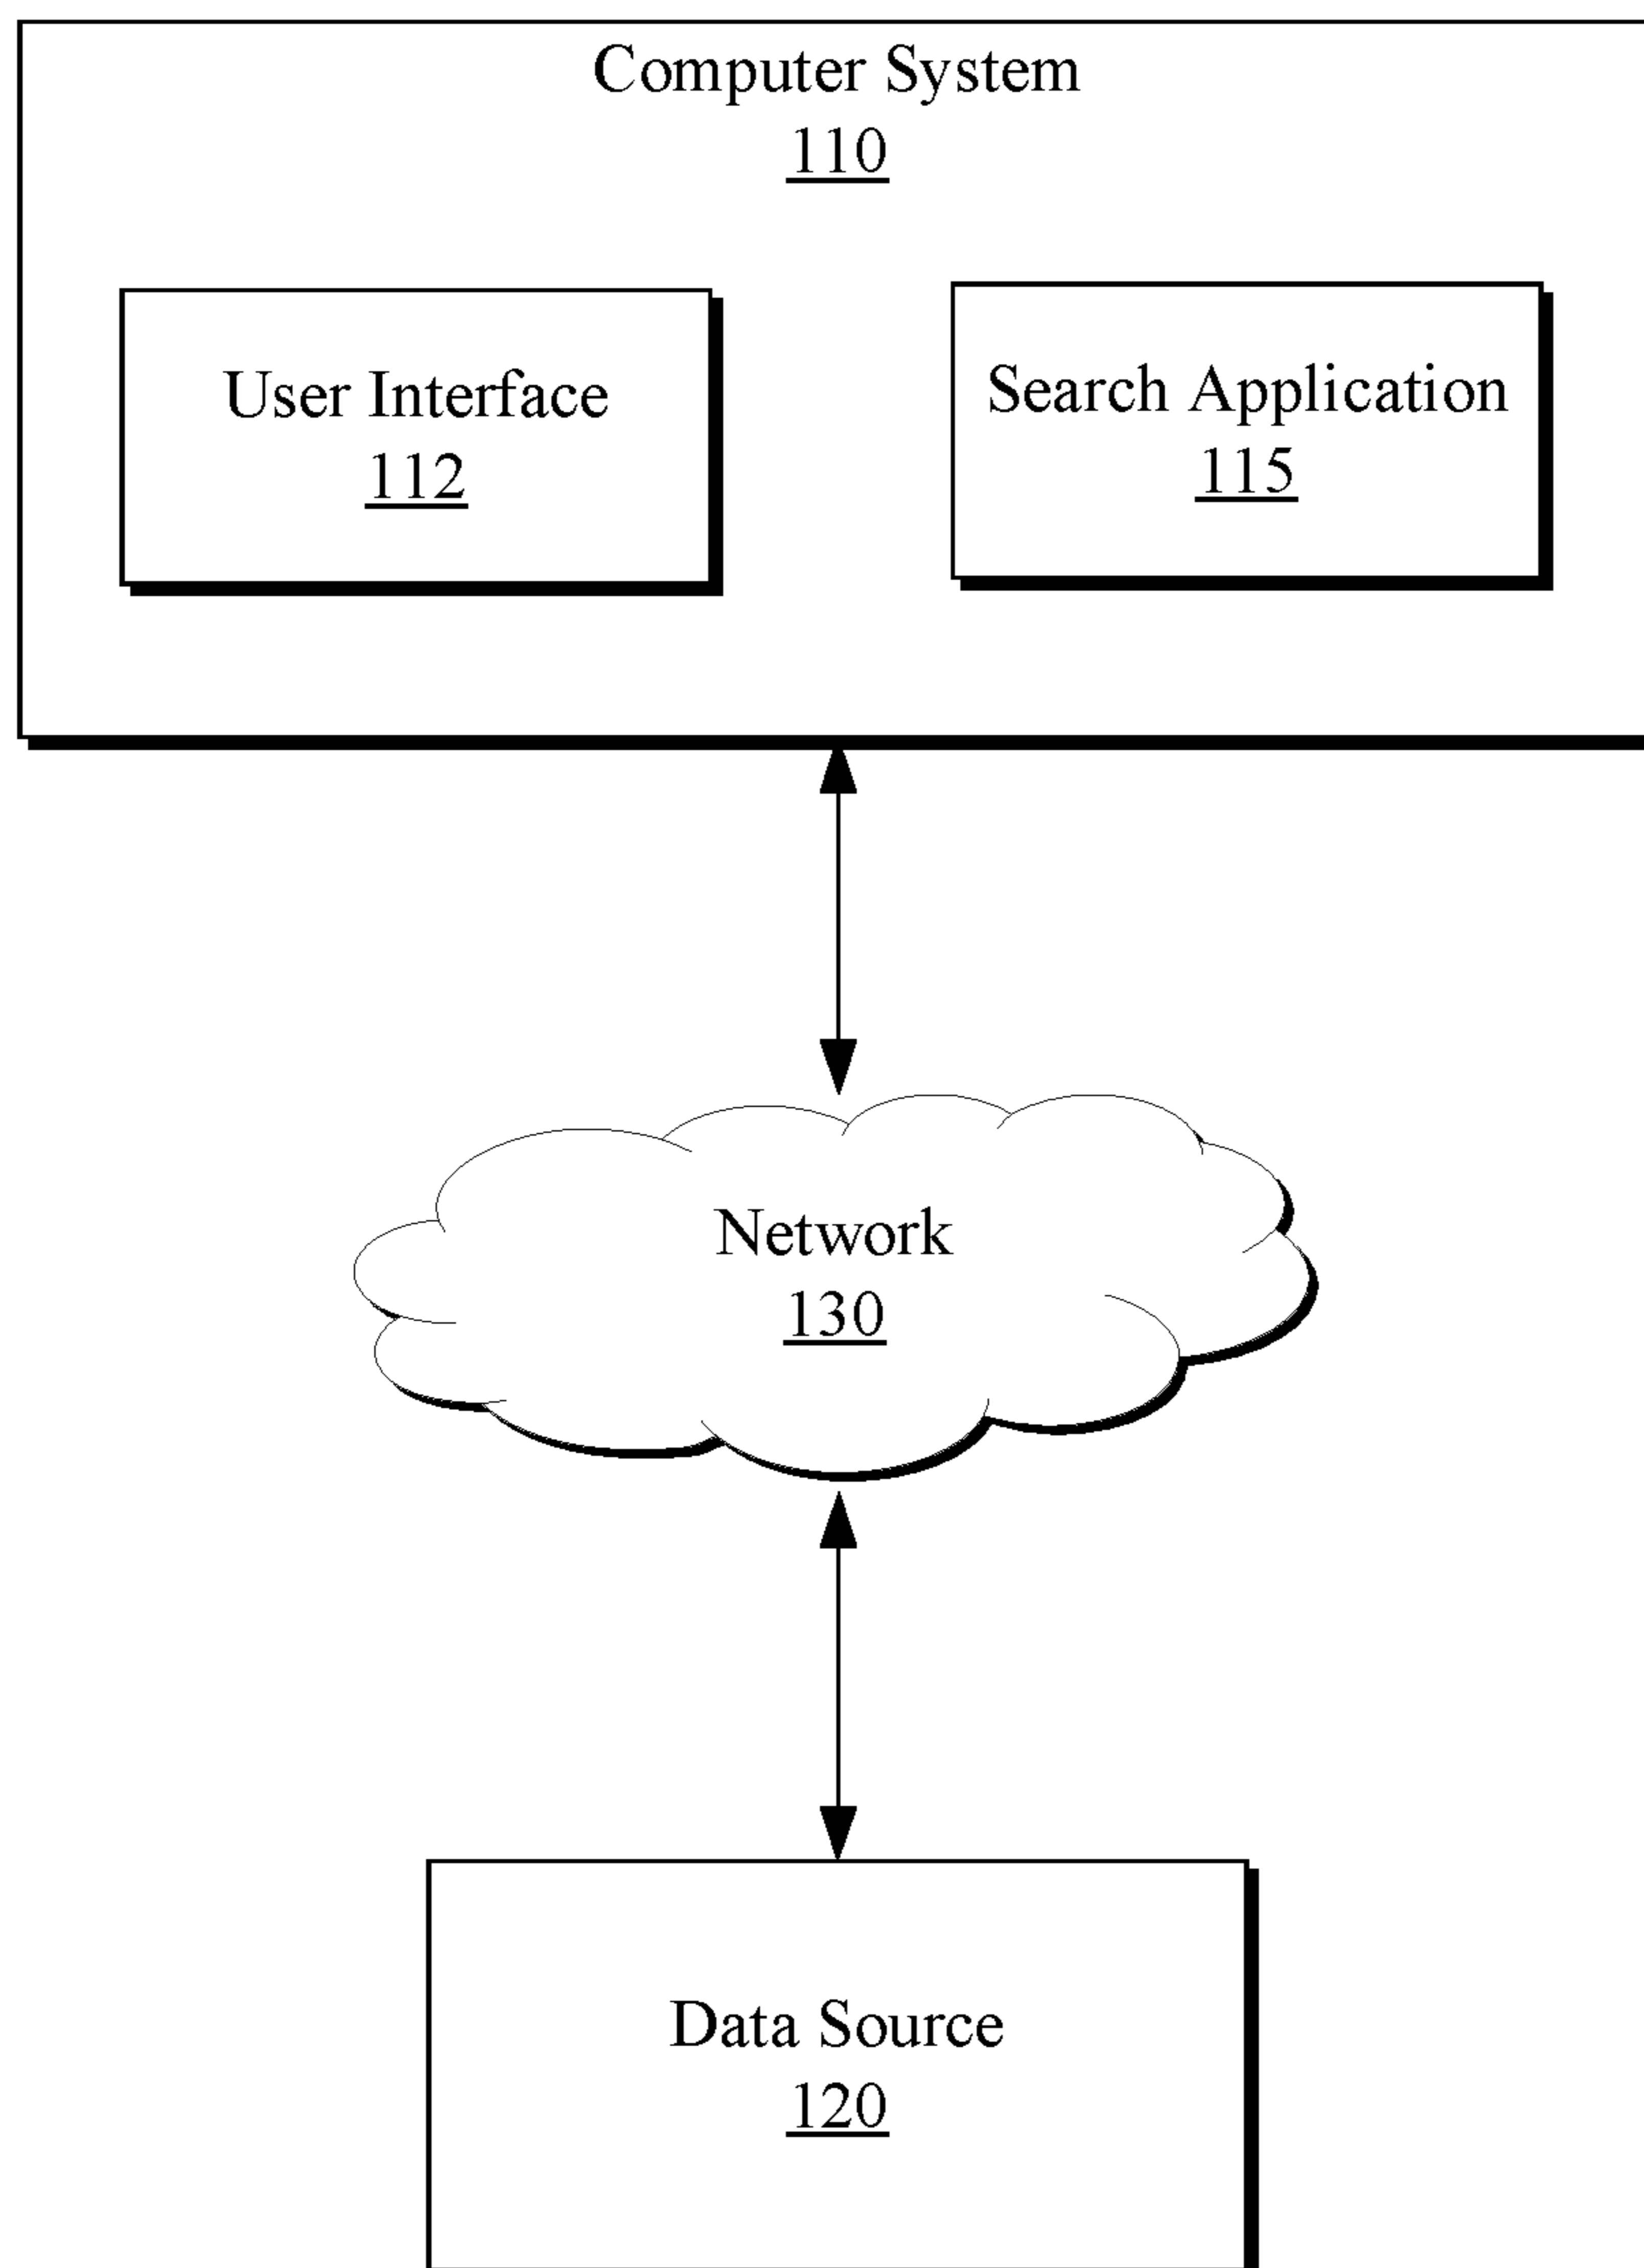 Computer System
110
User Interface
112
Search Application
115
Network
130
Data Source
120